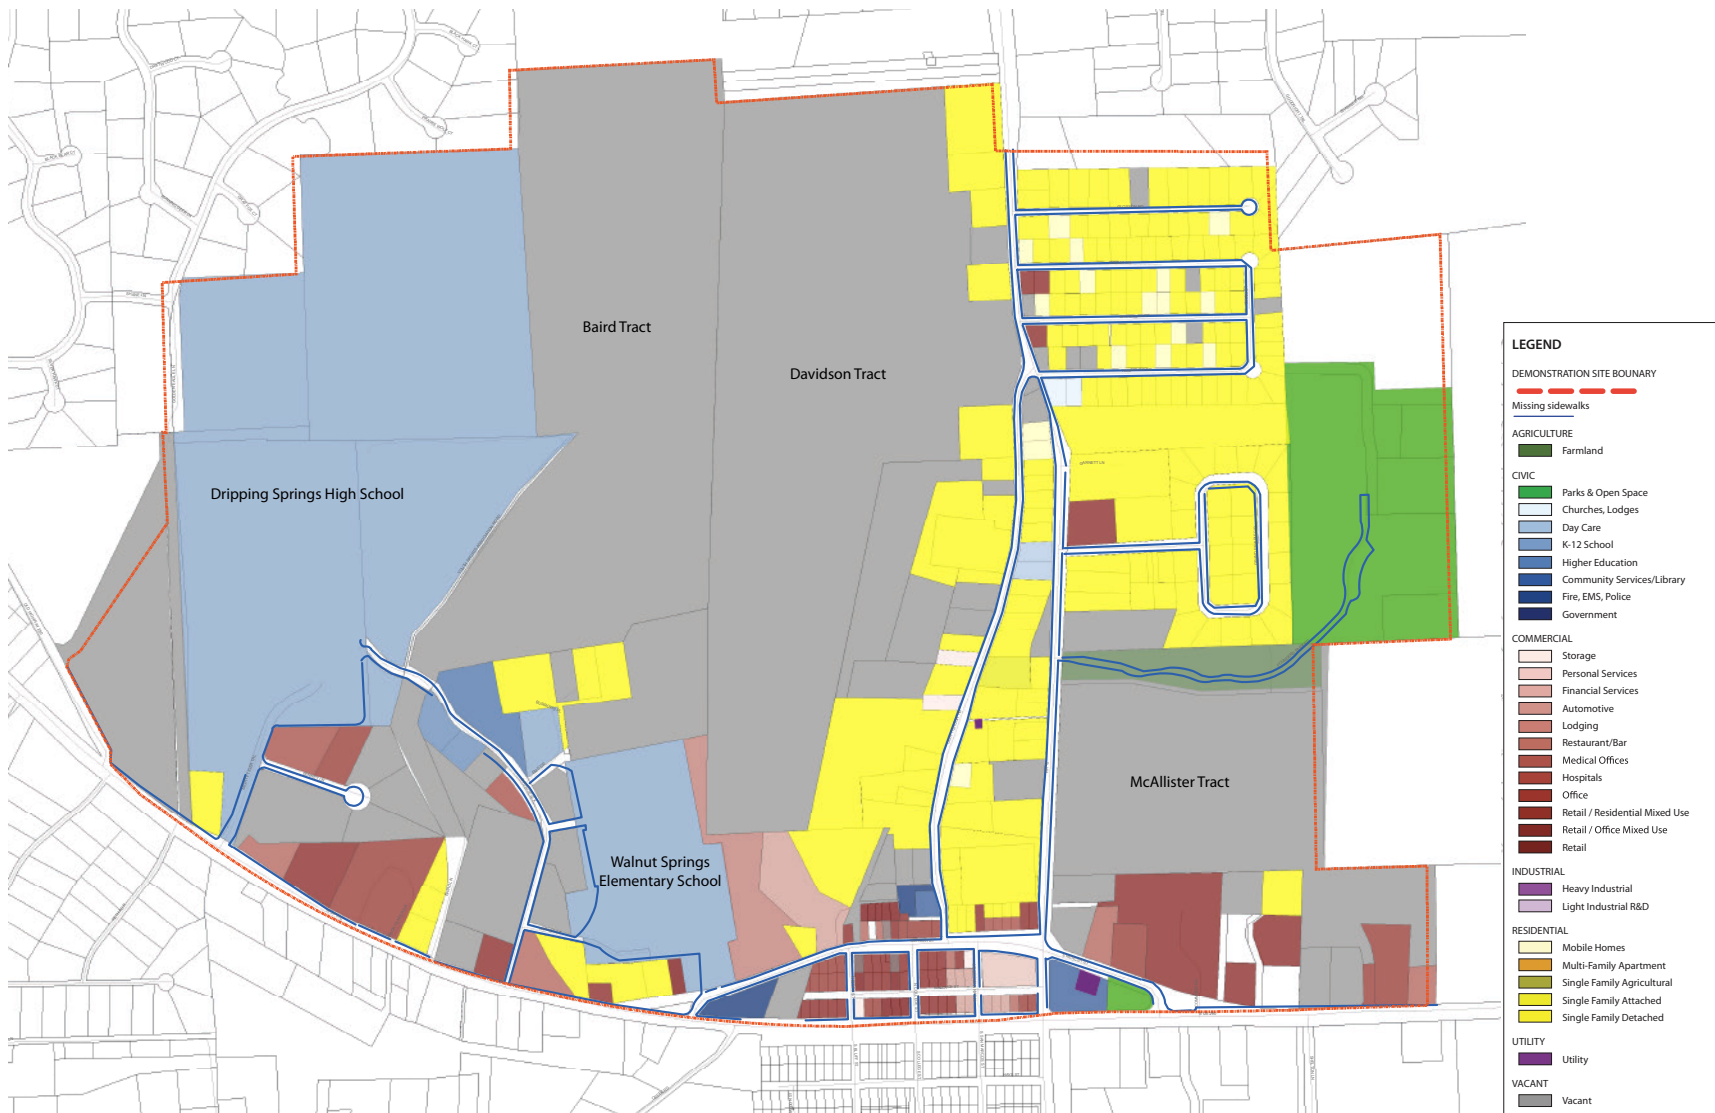 Baird Tract
Davidson Tract
Dripping Springs High School
McAllister Tract
Walnut Springs
Elementary School
LEGEND
DEMONSTRATION SITE BOUNARY
Missing sidewalks
AGRICULTURE
Farmland
CIVIC
Parks & Open Space
Churches, Lodges
Day Care
K-12 School
Higher Education
Community Services/Library
Fire, EMS, Police
Government
COMMERCIAL
Storage
Personal Services
Financial Services
Automotive
Lodging
Restaurant/Bar
Medical Offices
Hospitals
Office
Retail / Residential Mixed Use
Retail / Office Mixed Use
Retail
INDUSTRIAL
Heavy Industrial
Light Industrial R&D
RESIDENTIAL
Mobile Homes
Multi-Family Apartment
Single Family Agricultural
Single Family Attached
Single Family Detached
UTILITY
Utility
VACANT
Vacant